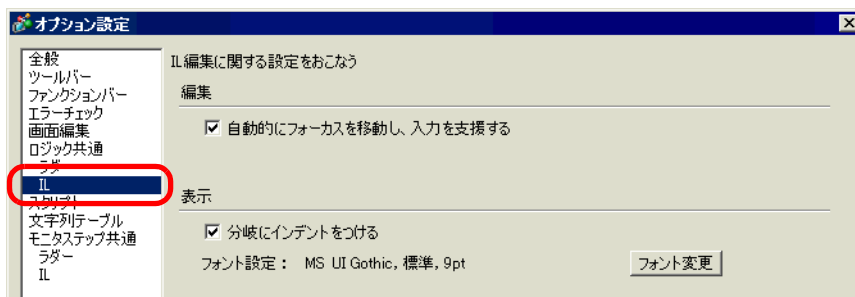 オプション設定
全般
ツールバー
ファンクションバー
エラーチェック
画面編集
ロジック共通
ラダー
IL
スクリプト
文字列テーブル
モニタステップ共通
ラダー
IL
IL編集に関する設定をおこなう
編集
自動的にフォーカスを移動し、入力を支援する
表示
分岐にインデントをつける
フォント設定： MS UI Gothic, 標準, 9pt
フォント変更